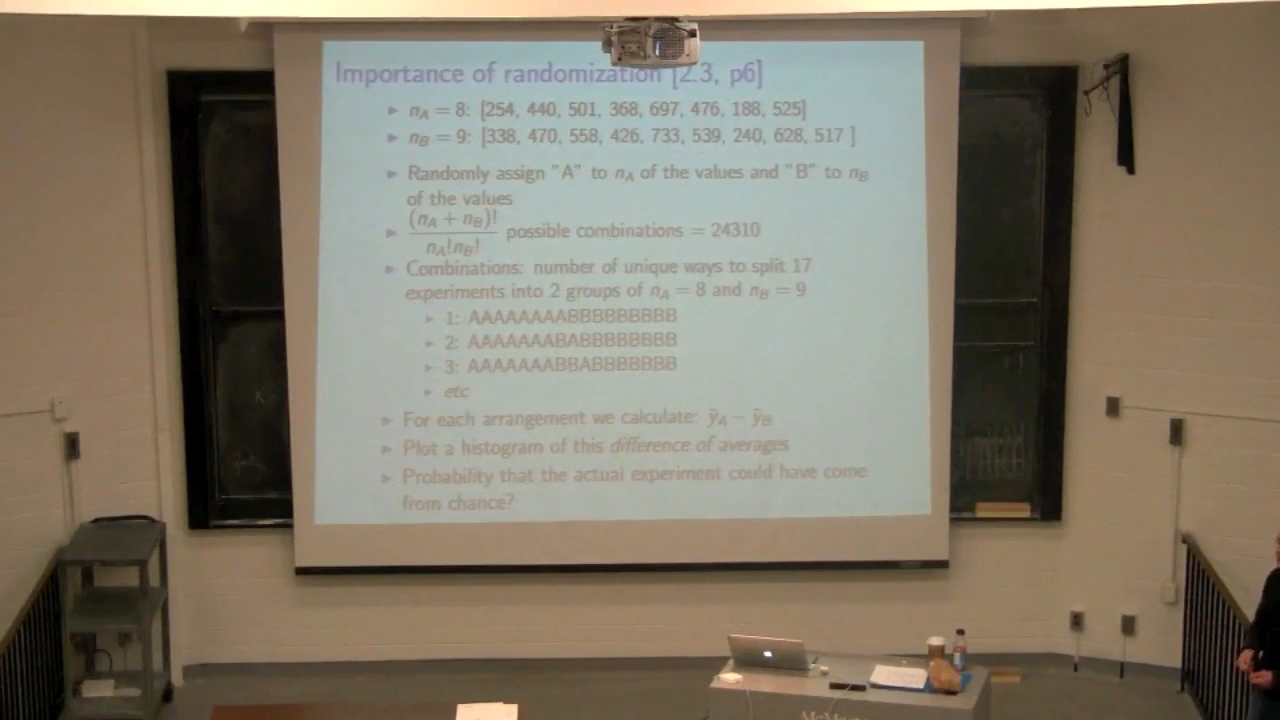 Importance of randomization [2.3, p6]
▸ n_A = 8: [254, 440, 501, 368, 697, 476, 188, 525]
▸ n_B = 9: [338, 470, 558, 426, 733, 539, 240, 628, 517 ]
▸ Randomly assign "A" to n_A of the values and "B" to n_B
of the values
▸ (n_A + n_B)! / n_A!n_B! possible combinations = 24310
▸ Combinations: number of unique ways to split 17
experiments into 2 groups of n_A = 8 and n_B = 9
▸ 1: AAAAAAAABBBBBBBBB
▸ 2: AAAAAAABABBBBBBBB
▸ 3: AAAAAAABBABBBBBBB
▸ etc
▸ For each arrangement we calculate: ȳ_A − ȳ_B
▸ Plot a histogram of this difference of averages
▸ Probability that the actual experiment could have come
from chance?